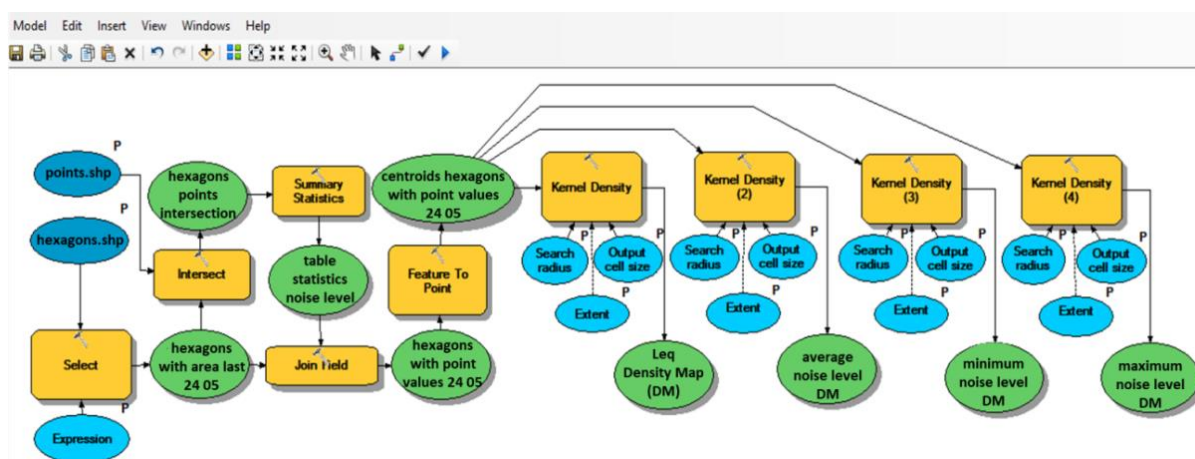 Model Edit Insert View Windows Help
P
points.shp
P
hexagons.shp
Select
P
Expression
hexagons
points
intersection
Intersect
hexagons
with area last
24 05
Summary
Statistics
table
statistics
noise level
Join Field
centroids hexagons
with point values
24 05
Feature To
Point
hexagons
with point
values 24 05
Kernel Density
P
Search
radius
P
Output
cell size
P
Extent
Leq
Density Map
(DM)
Kernel Density
(2)
P
Search
radius
P
Output
cell size
P
Extent
average
noise level
DM
Kernel Density
(3)
P
Search
radius
P
Output
cell size
P
Extent
minimum
noise level
DM
Kernel Density
(4)
P
Search
radius
P
Output
cell size
P
Extent
maximum
noise level
DM